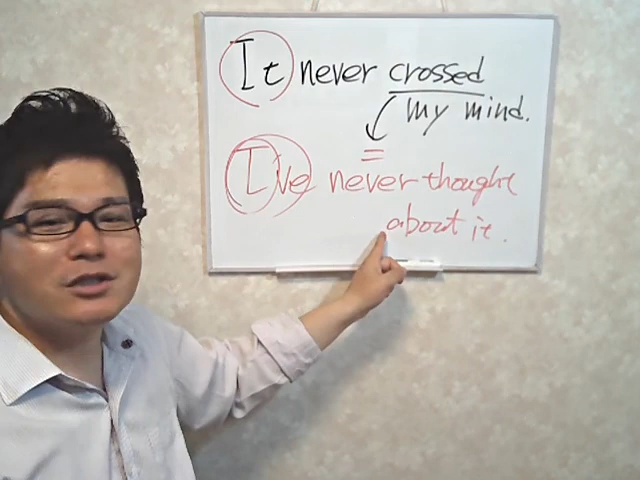 It never crossed
my mind.
=
I've never thought
about it.